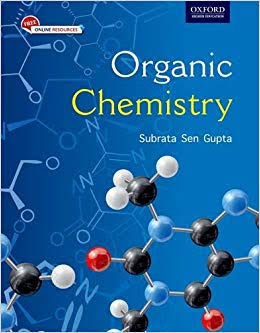 OXFORD
HIGHER EDUCATION
FREE
ONLINE RESOURCES
Organic
Chemistry
Subrata Sen Gupta